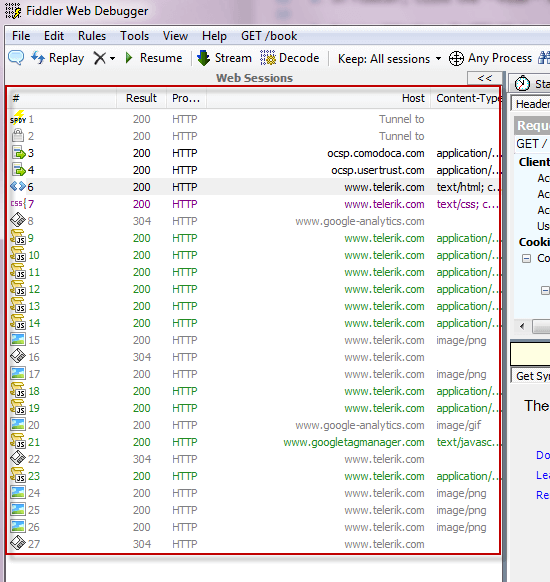 Fiddler Web Debugger
File Edit Rules Tools View Help GET /book
Replay Resume Stream Decode Keep: All sessions Any Process
Web Sessions <<
# Result Pro... Host Content-Type
SPDY 1 200 HTTP Tunnel to
2 200 HTTP Tunnel to
3 200 HTTP ocsp.comodoca.com application/...
4 200 HTTP ocsp.usertrust.com application/...
6 200 HTTP www.telerik.com text/html; c...
css 7 200 HTTP www.telerik.com text/css; c...
8 304 HTTP www.google-analytics.com
JS 9 200 HTTP www.telerik.com application/...
JS 10 200 HTTP www.telerik.com application/...
JS 11 200 HTTP www.telerik.com application/...
JS 12 200 HTTP www.telerik.com application/...
JS 13 200 HTTP www.telerik.com application/...
JS 14 200 HTTP www.telerik.com application/...
15 200 HTTP www.telerik.com image/png
16 304 HTTP www.telerik.com
17 200 HTTP www.telerik.com image/png
JS 18 200 HTTP www.telerik.com application/...
JS 19 200 HTTP www.telerik.com application/...
20 200 HTTP www.google-analytics.com image/gif
JS 21 200 HTTP www.googletagmanager.com text/javasc...
22 304 HTTP www.telerik.com
JS 23 200 HTTP www.telerik.com application/...
24 200 HTTP www.telerik.com image/png
25 200 HTTP www.telerik.com image/png
26 200 HTTP www.telerik.com image/png
27 304 HTTP www.telerik.com
Sta
Header
Reque
GET /
Client
Ac
Ac
Ac
Us
Cookie
Co
Get Syn
The
Do
Lea
Re